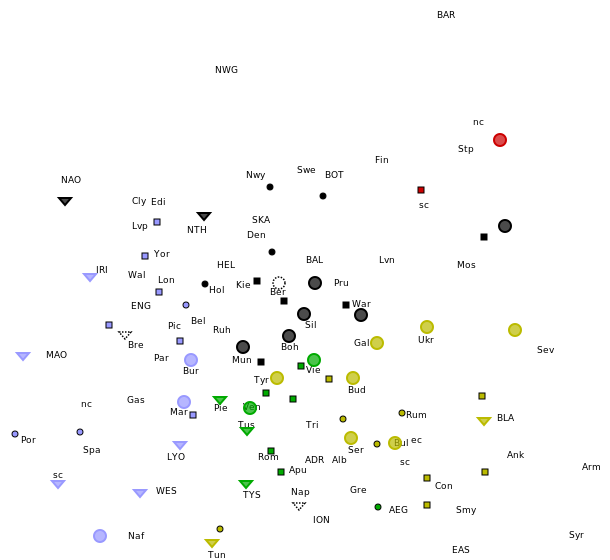 BAR
NWG
nc
Stp
Fin
Swe
BOT
Nwy
NAO
Cly
Edi
sc
SKA
Lvp
NTH
Den
Yor
HEL
BAL
Lvn
Mos
IRI
Wal
Lon
Hol
Kie
Ber
Pru
ENG
War
Bel
Pic
Sil
Ruh
Bre
Gal
Ukr
Boh
Sev
MAO
Par
Mun
Bur
Vie
Tyr
Bud
Gas
nc
Pie
Ven
Mar
Rum
BLA
Tus
Tri
Por
Bul
ec
Spa
Ser
LYO
Rom
ADR
Alb
sc
Ank
Arm
Apu
sc
WES
TYS
Nap
Gre
Con
AEG
Smy
ION
Naf
Syr
EAS
Tun